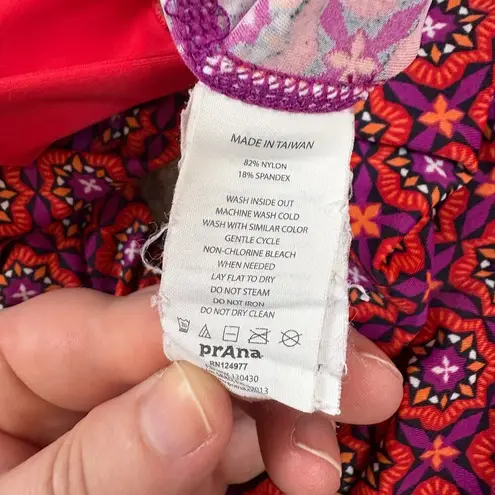 MADE IN TAIWAN
82% NYLON
18% SPANDEX
WASH INSIDE OUT
MACHINE WASH COLD
WASH WITH SIMILAR COLOR
GENTLE CYCLE
NON-CHLORINE BLEACH
WHEN NEEDED
LAY FLAT TO DRY
DO NOT STEAM
DO NOT IRON
DO NOT DRY CLEAN
prAna
RN124977
130430